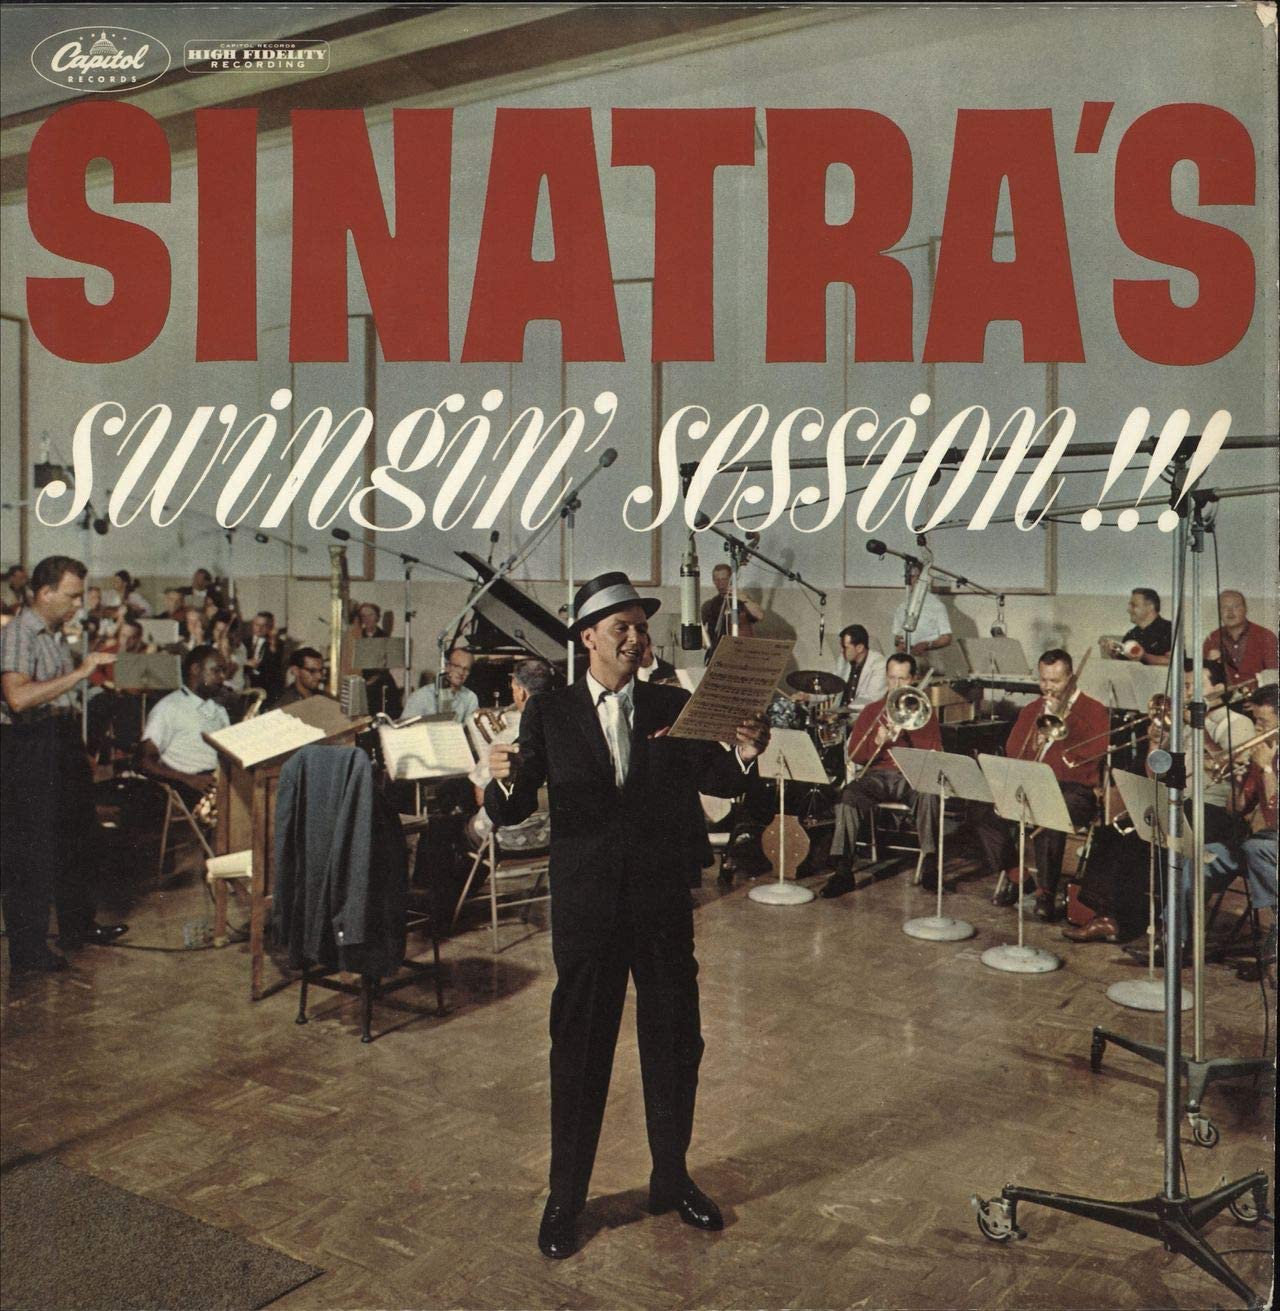 Capitol
RECORDS
CAPITOL RECORDS
HIGH FIDELITY
RECORDING
SINATRA'S
swingin' session!!!